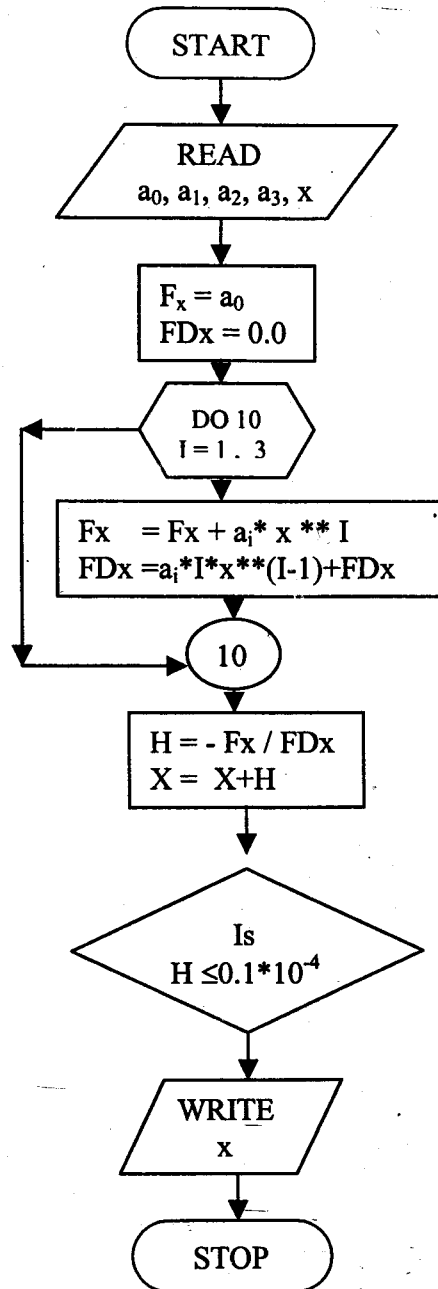 START
READ
a₀, a₁, a₂, a₃, x
Fₓ = a₀
FDx = 0.0
DO 10
I = 1 . 3
Fx = Fx + aᵢ* x ** I
FDx =aᵢ*I*x**(I-1)+FDx
10
H = - Fx / FDx
X = X+H
Is
H ≤0.1*10⁻⁴
WRITE
x
STOP